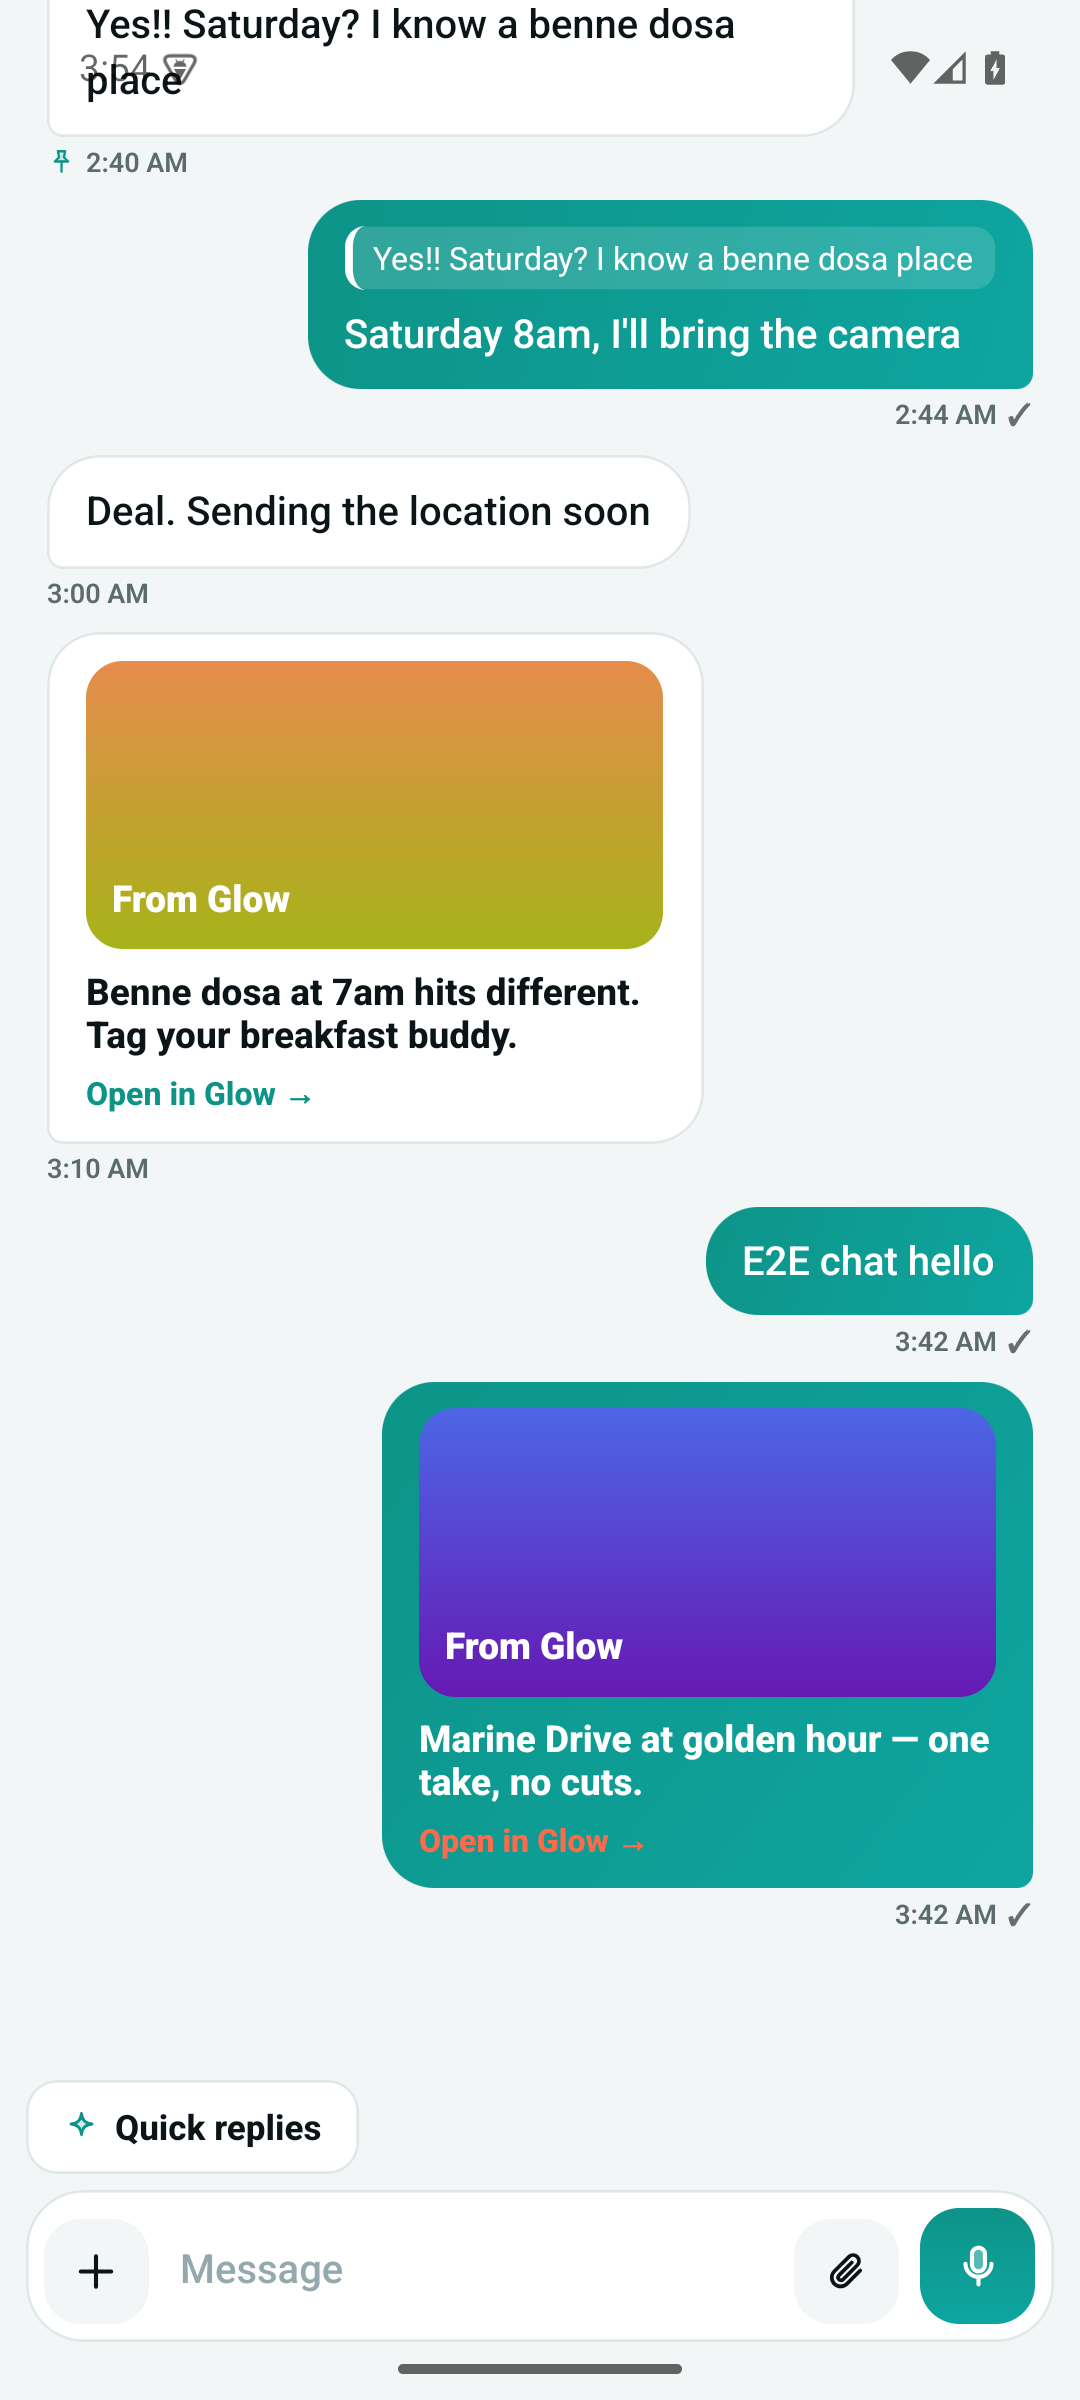 Yes!! Saturday? I know a benne dosa
place
3:54
2:40 AM
Yes!! Saturday? I know a benne dosa place
Saturday 8am, I'll bring the camera
2:44 AM ✓
Deal. Sending the location soon
3:00 AM
From Glow
Benne dosa at 7am hits different.
Tag your breakfast buddy.
Open in Glow →
3:10 AM
E2E chat hello
3:42 AM ✓
From Glow
Marine Drive at golden hour — one
take, no cuts.
Open in Glow →
3:42 AM ✓
Quick replies
Message